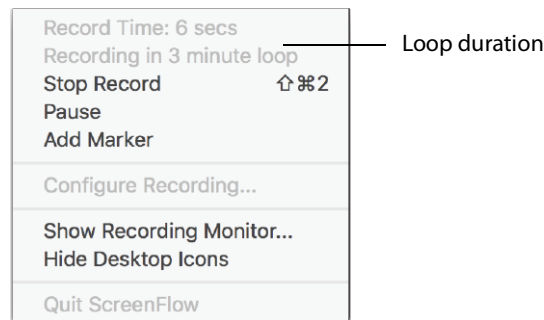 Record Time: 6 secs
Recording in 3 minute loop
Loop duration
Stop Record ⇧⌘2
Pause
Add Marker
Configure Recording...
Show Recording Monitor...
Hide Desktop Icons
Quit ScreenFlow